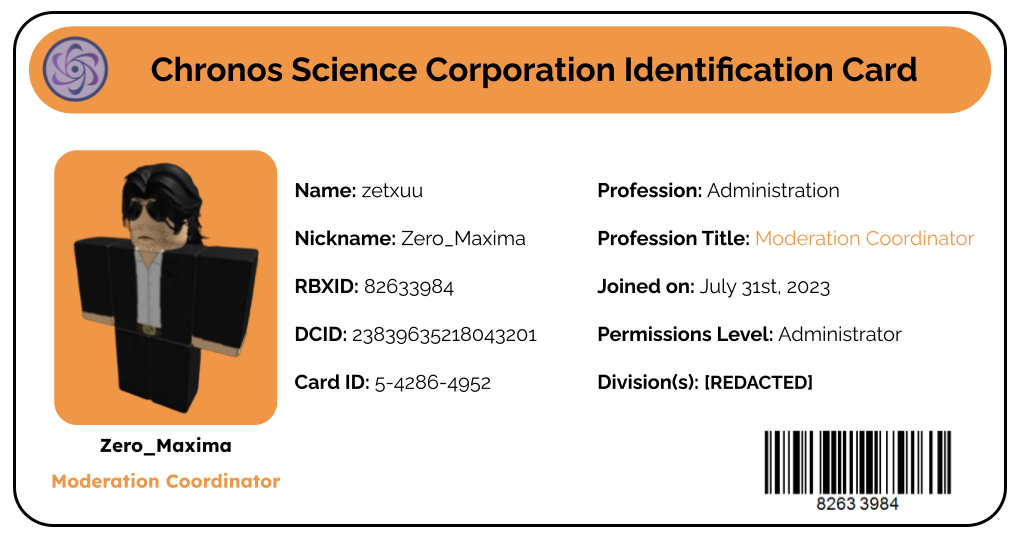 Chronos Science Corporation Identification Card
Name: zetxuu
Nickname: Zero_Maxima
RBXID: 82633984
DCID: 23839635218043201
Card ID: 5-4286-4952
Profession: Administration
Profession Title: Moderation Coordinator
Joined on: July 31st, 2023
Permissions Level: Administrator
Division(s): [REDACTED]
Zero_Maxima
Moderation Coordinator
8263 3984